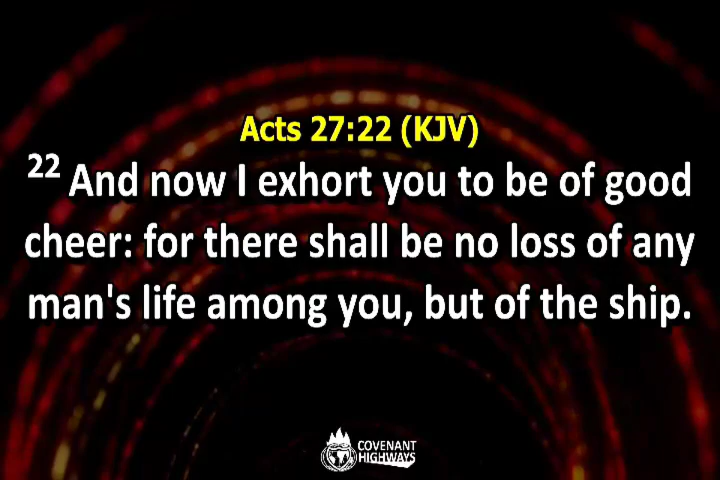 Acts 27:22 (KJV)
22 And now I exhort you to be of good
cheer: for there shall be no loss of any
man's life among you, but of the ship.
COVENANT
HIGHWAYS